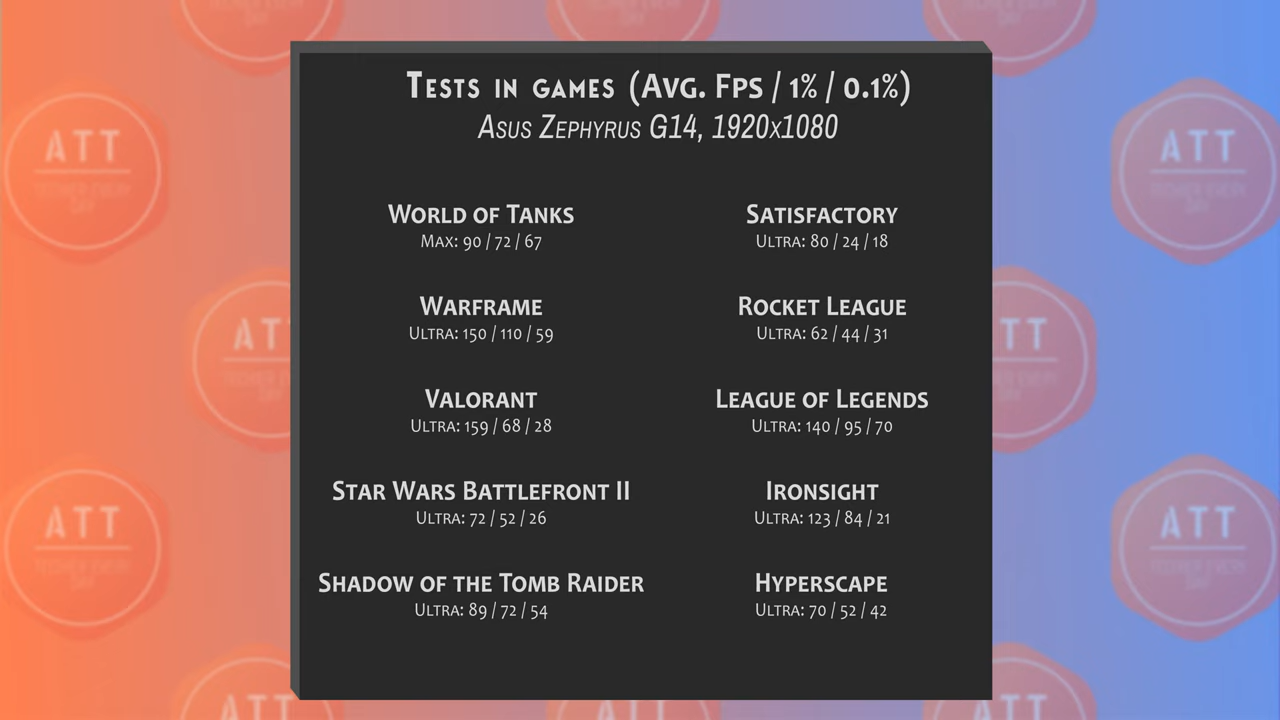 Tests in games (Avg. Fps / 1% / 0.1%)
Asus Zephyrus G14, 1920x1080
World of Tanks
Max: 90 / 72 / 67
Satisfactory
Ultra: 80 / 24 / 18
Warframe
Ultra: 150 / 110 / 59
Rocket League
Ultra: 62 / 44 / 31
Valorant
Ultra: 159 / 68 / 28
League of Legends
Ultra: 140 / 95 / 70
Star Wars Battlefront II
Ultra: 72 / 52 / 26
Ironsight
Ultra: 123 / 84 / 21
Shadow of the Tomb Raider
Ultra: 89 / 72 / 54
Hyperscape
Ultra: 70 / 52 / 42
ATT
ATT
ATT
ATT